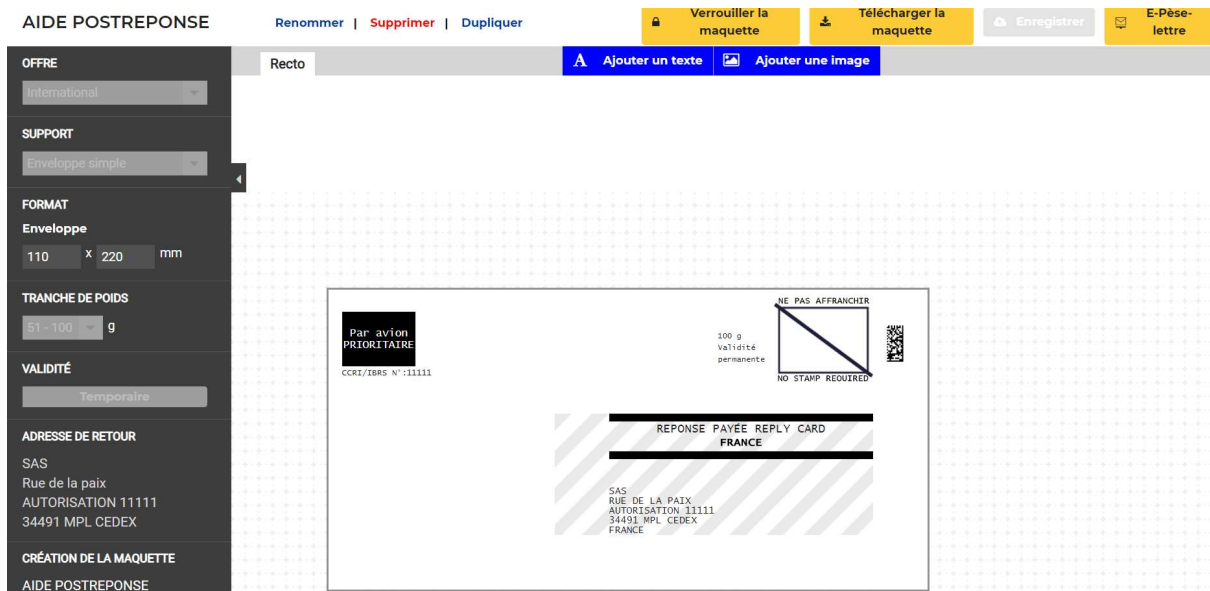 AIDE POSTREPONSE
Renommer | Supprimer | Dupliquer
Verrouiller la
maquette
Télécharger la
maquette
Enregistrer
E-Pèse-
lettre
OFFRE
International
SUPPORT
Enveloppe simple
FORMAT
Enveloppe
110 x 220 mm
TRANCHE DE POIDS
51 - 100 g
VALIDITÉ
Temporaire
ADRESSE DE RETOUR
SAS
Rue de la paix
AUTORISATION 11111
34491 MPL CEDEX
CRÉATION DE LA MAQUETTE
AIDE POSTREPONSE
Recto
A Ajouter un texte
Ajouter une image
Par avion
PRIORITAIRE
CCRI/IBRS N°:11111
100 g
Validité
permanente
NE PAS AFFRANCHIR
NO STAMP REQUIRED
REPONSE PAYÉE REPLY CARD
FRANCE
SAS
RUE DE LA PAIX
AUTORISATION 11111
34491 MPL CEDEX
FRANCE